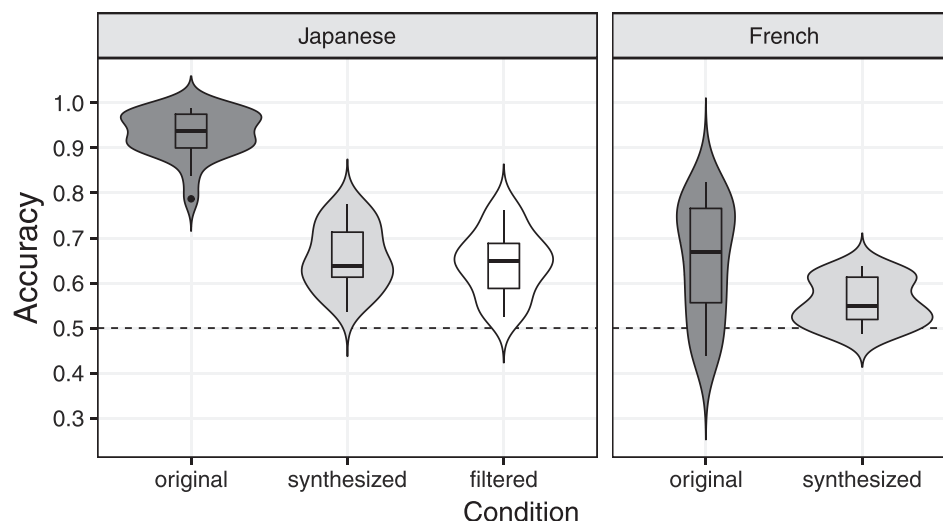 Japanese French
Accuracy
1.0
0.9
0.8
0.7
0.6
0.5
0.4
0.3
original synthesized filtered original synthesized
Condition